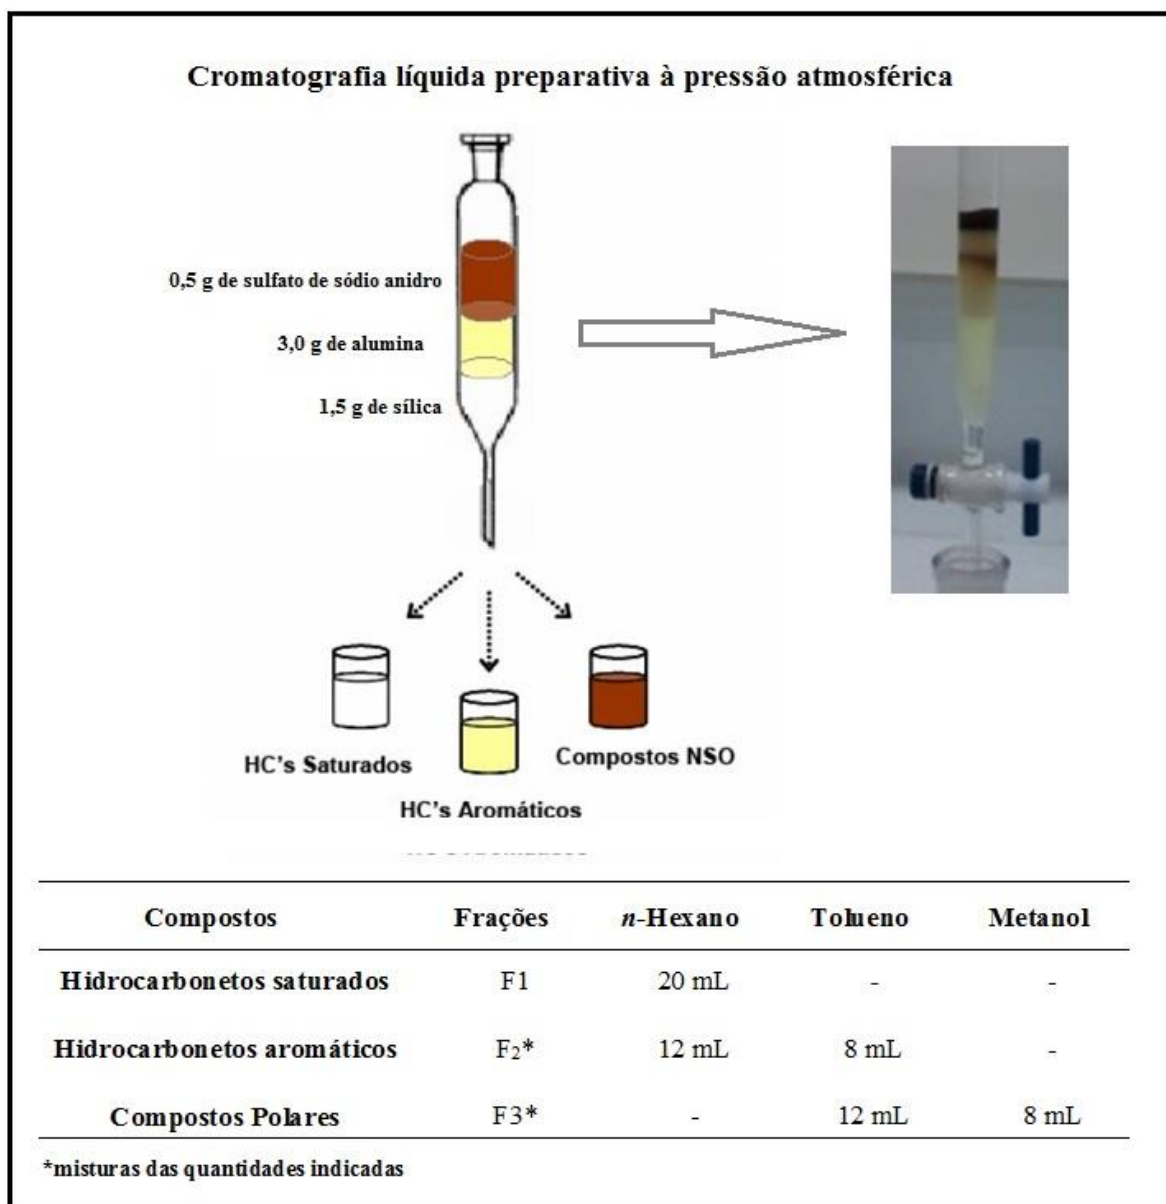 Cromatografia líquida preparativa à pressão atmosférica
0,5 g de sulfato de sódio anidro
3,0 g de alumina
1,5 g de sílica
HC's Saturados
Compostos NSO
HC's Aromáticos
Compostos Frações n-Hexano Tolueno Metanol
Hidrocarbonetos saturados F1 20 mL - -
Hidrocarbonetos aromáticos F₂* 12 mL 8 mL -
Compostos Polares F3* - 12 mL 8 mL
*misturas das quantidades indicadas